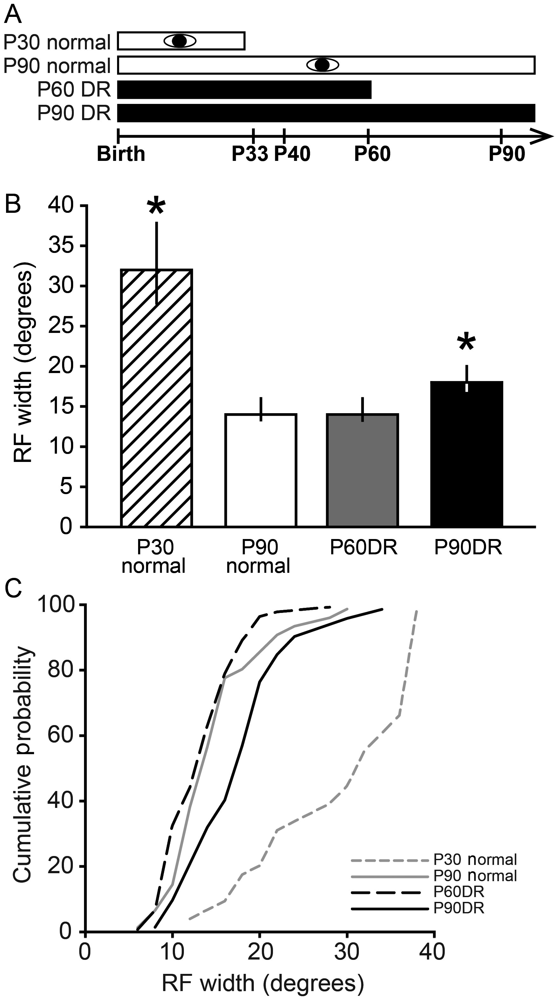 A
P30 normal
P90 normal
P60 DR
P90 DR
Birth P33 P40 P60 P90
B
40
35
30
25
20
15
10
5
0
RF width (degrees)
*
*
P30 normal
P90 normal
P60DR
P90DR
C
100
80
60
40
20
0
Cumulative probability
P30 normal
P90 normal
P60DR
P90DR
0 10 20 30 40
RF width (degrees)